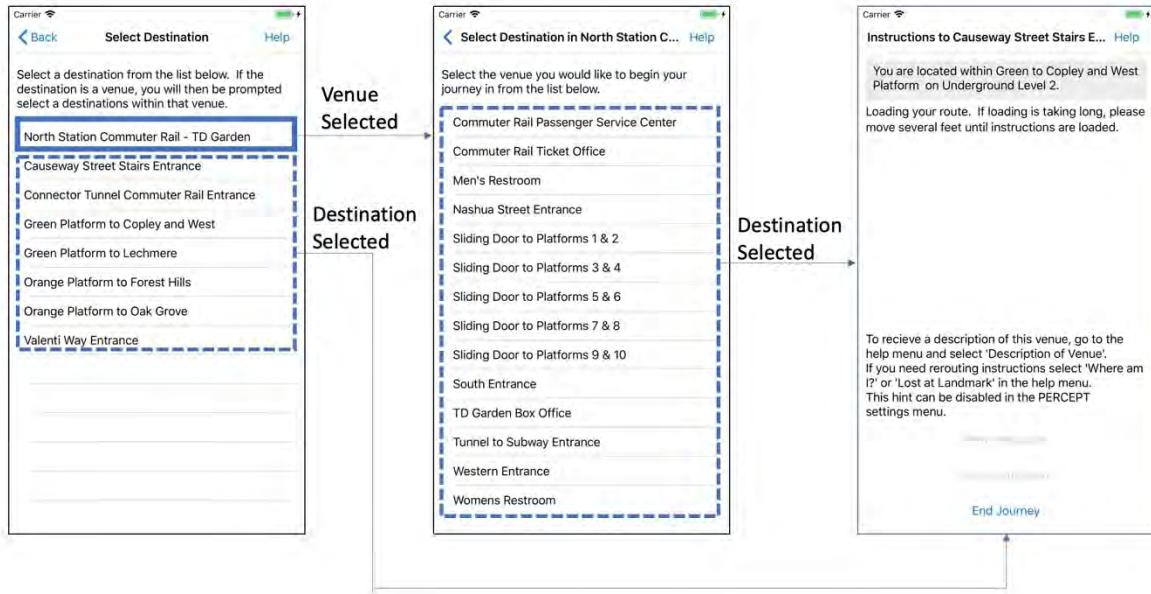 Carrier
Back
Select Destination
Help
Select a destination from the list below. If the
destination is a venue, you will then be prompted
select a destinations within that venue.
North Station Commuter Rail - TD Garden
Causeway Street Stairs Entrance
Connector Tunnel Commuter Rail Entrance
Green Platform to Copley and West
Green Platform to Lechmere
Orange Platform to Forest Hills
Orange Platform to Oak Grove
Valenti Way Entrance
Venue
Selected
Destination
Selected
Carrier
Select Destination in North Station C...
Help
Select the venue you would like to begin your
journey in from the list below.
Commuter Rail Passenger Service Center
Commuter Rail Ticket Office
Men's Restroom
Nashua Street Entrance
Sliding Door to Platforms 1 & 2
Sliding Door to Platforms 3 & 4
Sliding Door to Platforms 5 & 6
Sliding Door to Platforms 7 & 8
Sliding Door to Platforms 9 & 10
South Entrance
TD Garden Box Office
Tunnel to Subway Entrance
Western Entrance
Womens Restroom
Destination
Selected
Carrier
Instructions to Causeway Street Stairs E...
Help
You are located within Green to Copley and West
Platform on Underground Level 2.
Loading your route. If loading is taking long, please
move several feet until instructions are loaded.
To recieve a description of this venue, go to the
help menu and select 'Description of Venue'.
If you need rerouting instructions select 'Where am
I?' or 'Lost at Landmark' in the help menu.
This hint can be disabled in the PERCEPT
settings menu.
End Journey